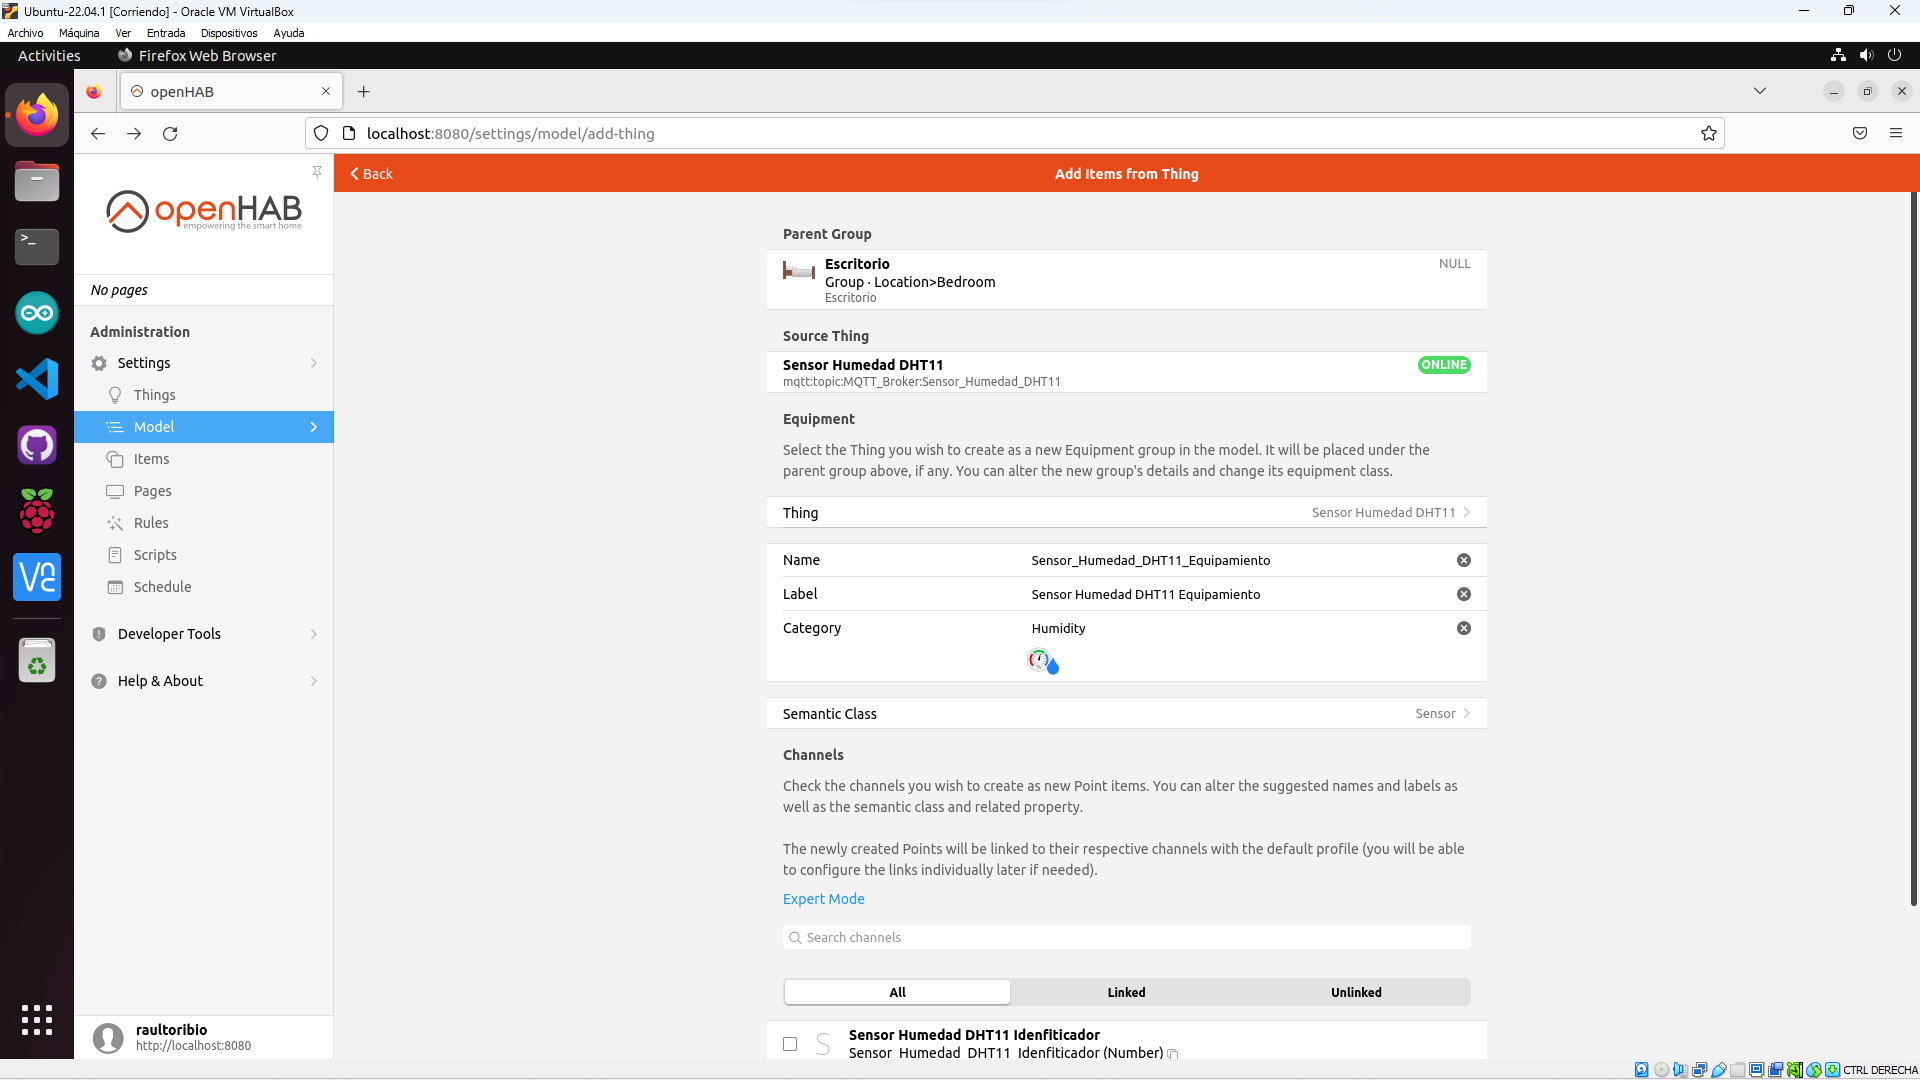 Ubuntu-22.04.1 [Corriendo] - Oracle VM VirtualBox
Archivo Máquina Ver Entrada Dispositivos Ayuda
Activities Firefox Web Browser
openHAB
localhost:8080/settings/model/add-thing
openHAB
empowering the smart home
No pages
Administration
Settings
Things
Model
Items
Pages
Rules
Scripts
Schedule
Developer Tools
Help & About
raultoribio
http://localhost:8080
Back
Add Items from Thing
Parent Group
Escritorio NULL
Group · Location>Bedroom
Escritorio
Source Thing
Sensor Humedad DHT11 ONLINE
mqtt:topic:MQTT_Broker:Sensor_Humedad_DHT11
Equipment
Select the Thing you wish to create as a new Equipment group in the model. It will be placed under the
parent group above, if any. You can alter the new group's details and change its equipment class.
Thing Sensor Humedad DHT11
Name Sensor_Humedad_DHT11_Equipamiento
Label Sensor Humedad DHT11 Equipamiento
Category Humidity
Semantic Class Sensor
Channels
Check the channels you wish to create as new Point items. You can alter the suggested names and labels as
well as the semantic class and related property.
The newly created Points will be linked to their respective channels with the default profile (you will be able
to configure the links individually later if needed).
Expert Mode
Search channels
All Linked Unlinked
S
Sensor Humedad DHT11 Idenfiticador
Sensor_Humedad_DHT11_Idenfiticador (Number)
CTRL DERECHA